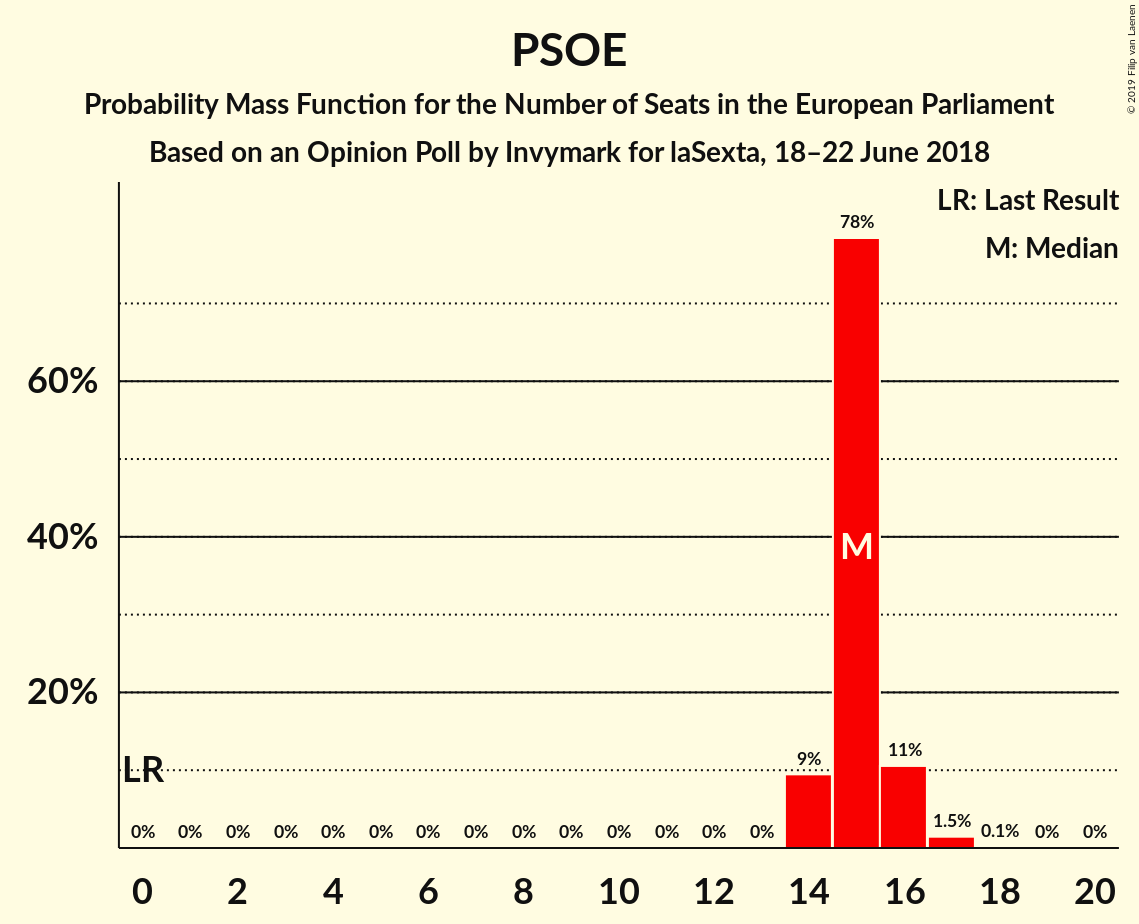 PSOE
Probability Mass Function for the Number of Seats in the European Parliament
Based on an Opinion Poll by Invymark for laSexta, 18–22 June 2018
© 2019 Filip van Laenen
LR: Last Result
M: Median
78%
60%
40%
M
20%
LR
9%
11%
0% 0% 0% 0% 0% 0% 0% 0% 0% 0% 0% 0% 0% 0% 1.5% 0.1% 0% 0%
0 2 4 6 8 10 12 14 16 18 20